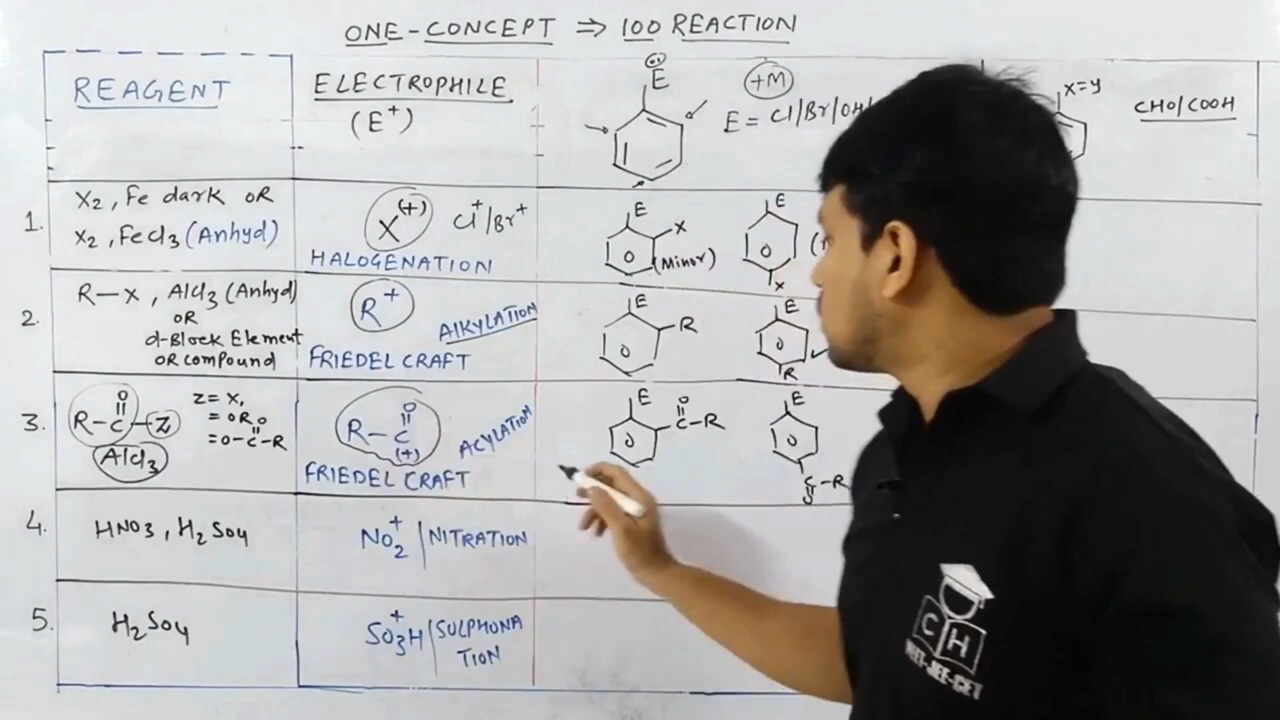 ONE-CONCEPT ⇒ 100 REACTION
REAGENT
ELECTROPHILE
(E+)
E
+M
E = Cl/Br/OH/
x=y
CHO/COOH
1.
X2, Fe dark OR
X2, FeCl3 (Anhyd)
X(+) Cl+/Br+
HALOGENATION
E
X
(Minor)
E
X
2.
R-X, AlCl3 (Anhyd)
OR
d-Block Element
OR compound
R+
AlKYLATION
FRIEDEL CRAFT
E
R
E
R
3.
O
R-C-Z
AlCl3
Z= X,
= OR
O
=O-C-R
O
R-C
(+)
ACYLATION
FRIEDEL CRAFT
E
O
C-R
E
C-R
O
4.
HNO3, H2SO4
NO2+ / NITRATION
5.
H2SO4
SO3H+ / SULPHONA
TION
CH
NEET-JEE-CET